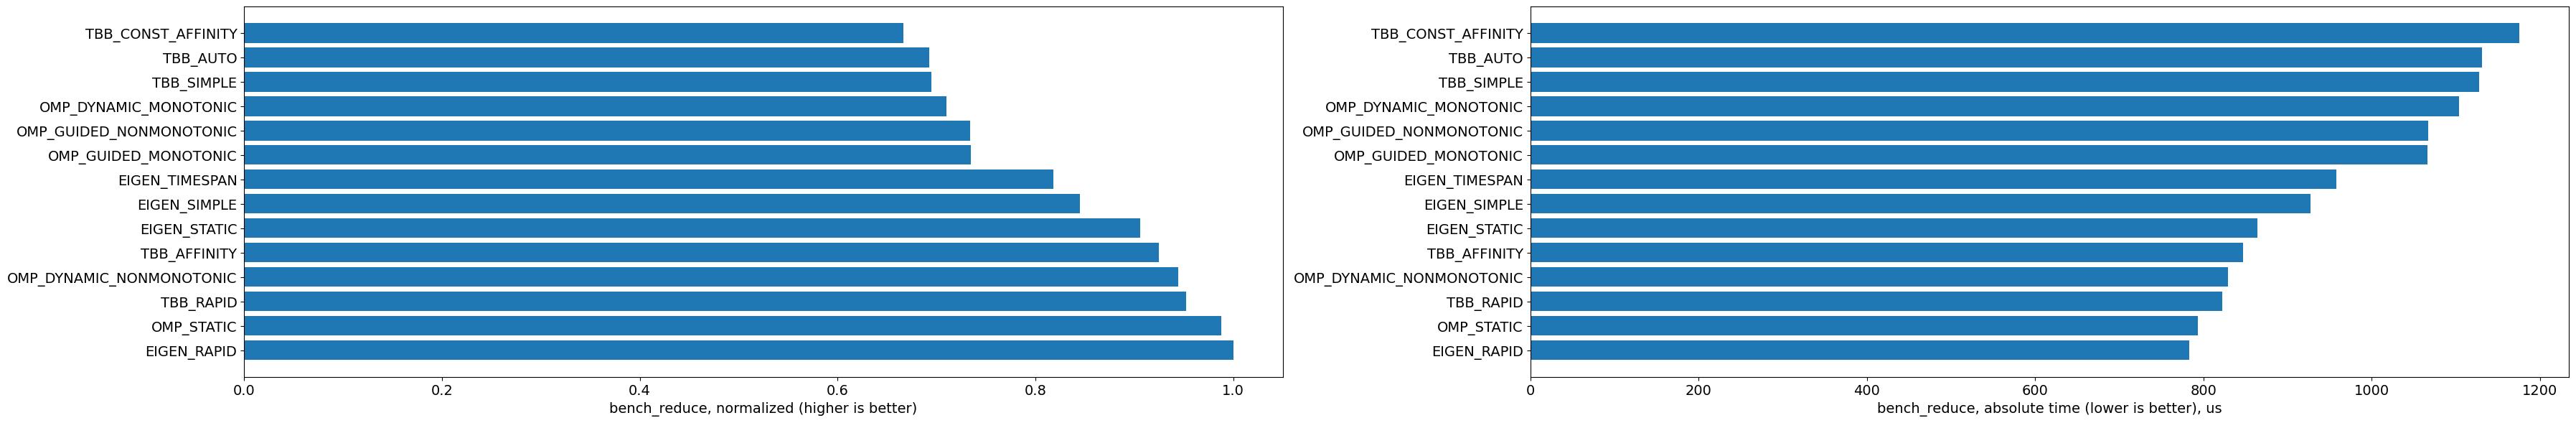 TBB_CONST_AFFINITY
TBB_AUTO
TBB_SIMPLE
OMP_DYNAMIC_MONOTONIC
OMP_GUIDED_NONMONOTONIC
OMP_GUIDED_MONOTONIC
EIGEN_TIMESPAN
EIGEN_SIMPLE
EIGEN_STATIC
TBB_AFFINITY
OMP_DYNAMIC_NONMONOTONIC
TBB_RAPID
OMP_STATIC
EIGEN_RAPID
0.0 0.2 0.4 0.6 0.8 1.0
bench_reduce, normalized (higher is better)
TBB_CONST_AFFINITY
TBB_AUTO
TBB_SIMPLE
OMP_DYNAMIC_MONOTONIC
OMP_GUIDED_NONMONOTONIC
OMP_GUIDED_MONOTONIC
EIGEN_TIMESPAN
EIGEN_SIMPLE
EIGEN_STATIC
TBB_AFFINITY
OMP_DYNAMIC_NONMONOTONIC
TBB_RAPID
OMP_STATIC
EIGEN_RAPID
0 200 400 600 800 1000 1200
bench_reduce, absolute time (lower is better), us